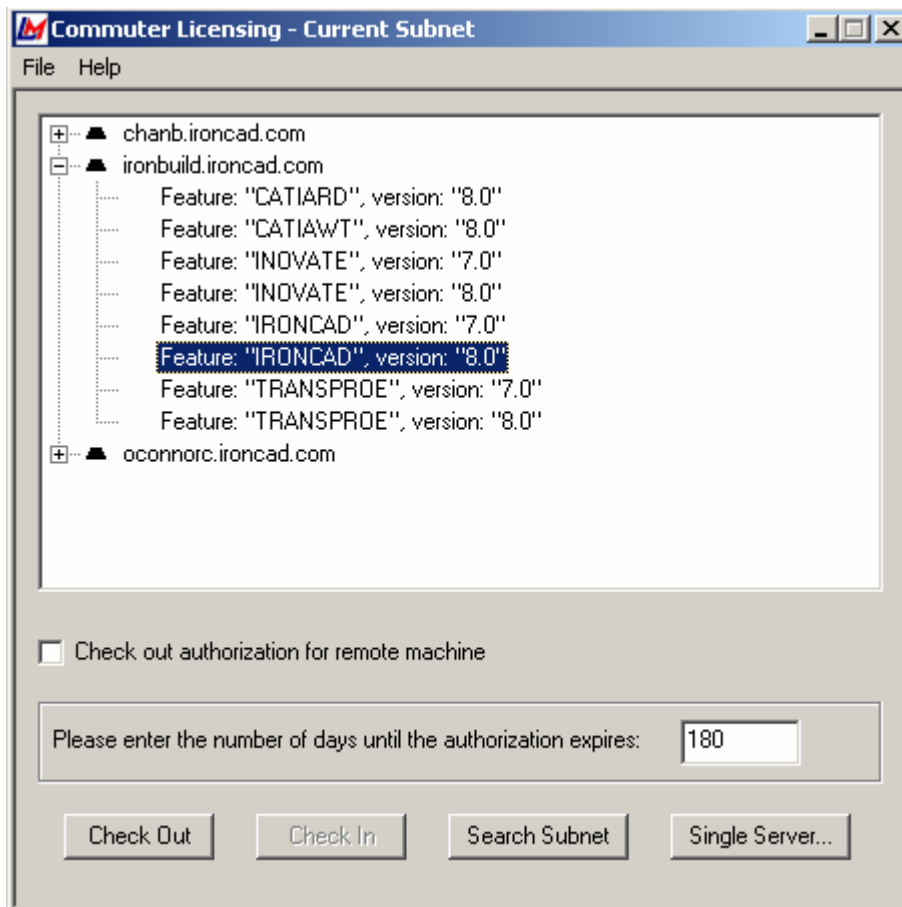 Commuter Licensing - Current Subnet
File Help
chanb.ironcad.com
ironbuild.ironcad.com
Feature: "CATIARD", version: "8.0"
Feature: "CATIAWT", version: "8.0"
Feature: "INOVATE", version: "7.0"
Feature: "INOVATE", version: "8.0"
Feature: "IRONCAD", version: "7.0"
Feature: "IRONCAD", version: "8.0"
Feature: "TRANSPROE", version: "7.0"
Feature: "TRANSPROE", version: "8.0"
oconnorc.ironcad.com
Check out authorization for remote machine
Please enter the number of days until the authorization expires: 180
Check Out Check In Search Subnet Single Server...